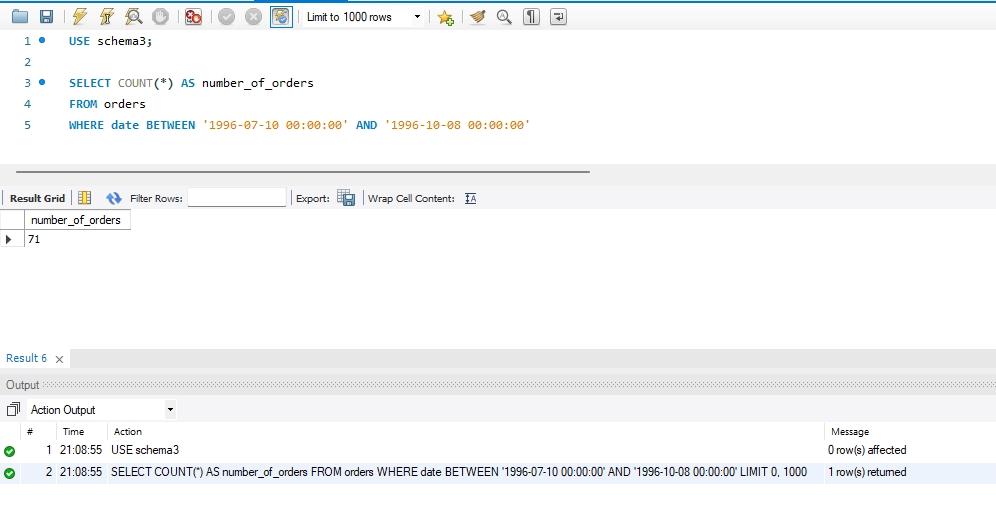 Limit to 1000 rows
1 USE schema3;
2
3 SELECT COUNT(*) AS number_of_orders
4 FROM orders
5 WHERE date BETWEEN '1996-07-10 00:00:00' AND '1996-10-08 00:00:00'
Result Grid Filter Rows: Export: Wrap Cell Content:
number_of_orders
71
Result 6
Output
Action Output
# Time Action Message
1 21:08:55 USE schema3 0 row(s) affected
2 21:08:55 SELECT COUNT(*) AS number_of_orders FROM orders WHERE date BETWEEN '1996-07-10 00:00:00' AND '1996-10-08 00:00:00' LIMIT 0, 1000 1 row(s) returned